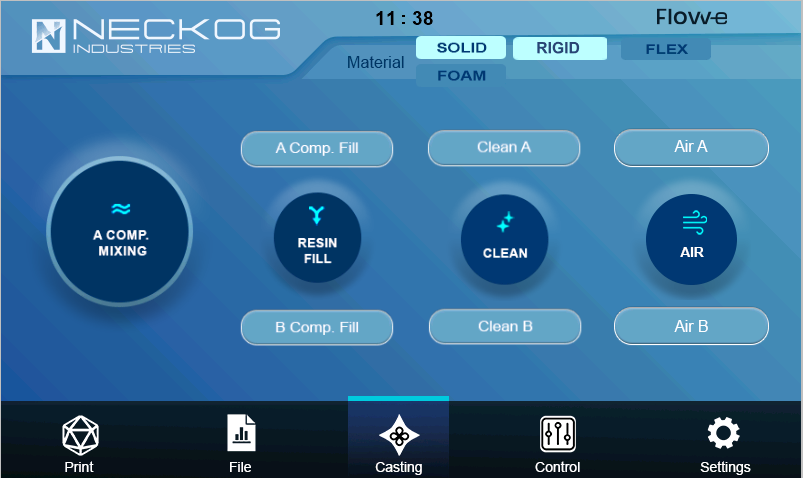 NECKOG
INDUSTRIES
11 : 38
Flowe
Material
SOLID
RIGID
FLEX
FOAM
A Comp. Fill
Clean A
Air A
A COMP.
MIXING
RESIN
FILL
CLEAN
AIR
B Comp. Fill
Clean B
Air B
Print
File
Casting
Control
Settings